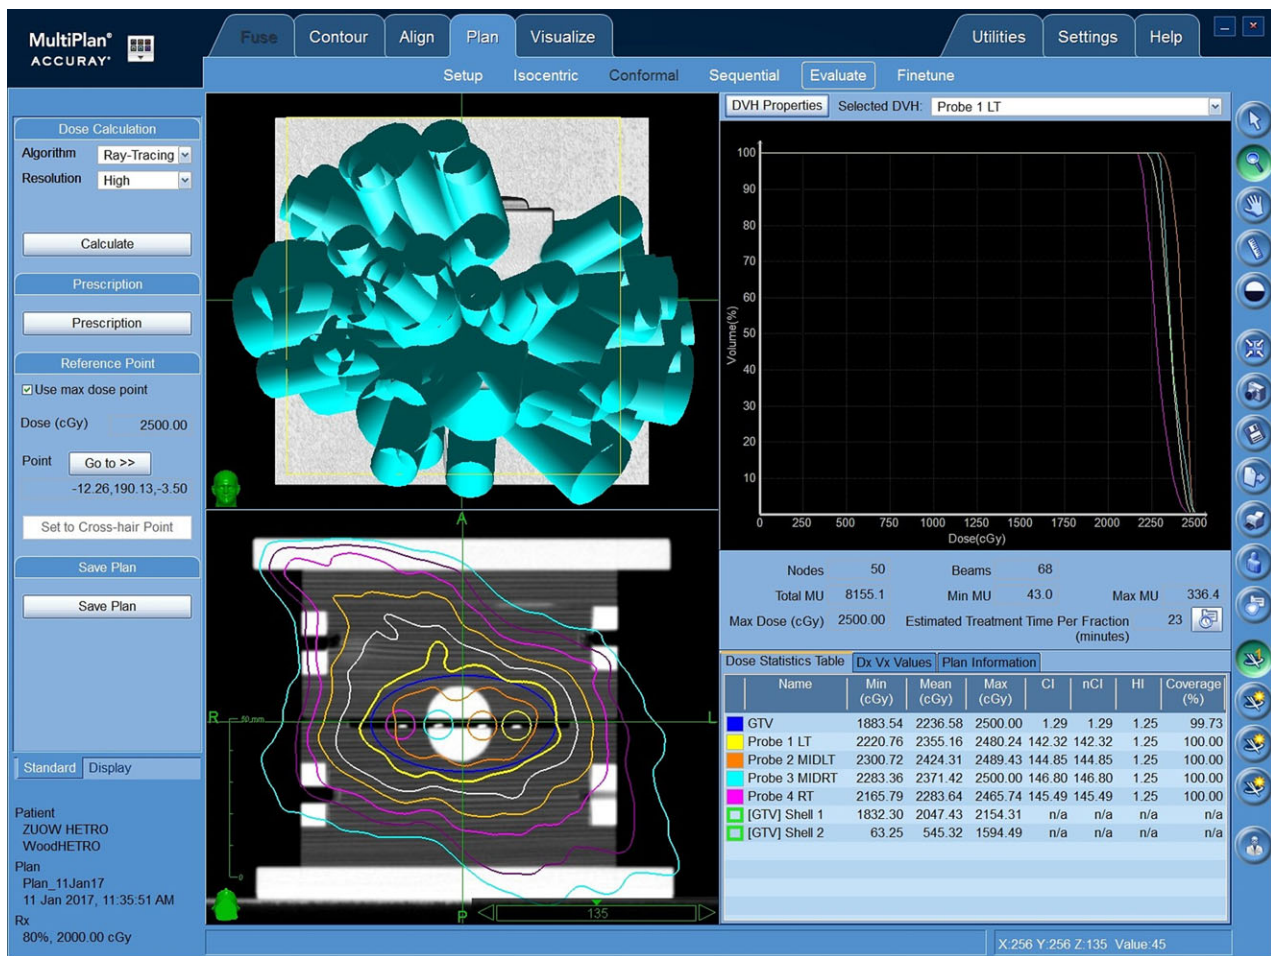 MultiPlan®
ACCURAY®
Fuse Contour Align Plan Visualize Utilities Settings Help
Setup Isocentric Conformal Sequential Evaluate Finetune
Dose Calculation
Algorithm Ray-Tracing
Resolution High
Calculate
Prescription
Prescription
Reference Point
Use max dose point
Dose (cGy) 2500.00
Point Go to >>
-12.26,190.13,-3.50
Set to Cross-hair Point
Save Plan
Save Plan
Standard Display
Patient
ZUOW HETRO
WoodHETRO
Plan
Plan_11Jan17
11 Jan 2017, 11:35:51 AM
Rx
80%, 2000.00 cGy
A
R
50 mm
L
0
P
135
DVH Properties Selected DVH: Probe 1 LT
100
90
80
70
60
50
40
30
20
10
Volume(%)
0 250 500 750 1000 1250 1500 1750 2000 2250 2500
Dose(cGy)
Nodes 50 Beams 68
Total MU 8155.1 Min MU 43.0 Max MU 336.4
Max Dose (cGy) 2500.00 Estimated Treatment Time Per Fraction (minutes) 23
Dose Statistics Table Dx Vx Values Plan Information
Name Min (cGy) Mean (cGy) Max (cGy) CI nCI HI Coverage (%)
GTV 1883.54 2236.58 2500.00 1.29 1.29 1.25 99.73
Probe 1 LT 2220.76 2355.16 2480.24 142.32 142.32 1.25 100.00
Probe 2 MIDLT 2300.72 2424.31 2489.43 144.85 144.85 1.25 100.00
Probe 3 MIDRT 2283.36 2371.42 2500.00 146.80 146.80 1.25 100.00
Probe 4 RT 2165.79 2283.64 2465.74 145.49 145.49 1.25 100.00
[GTV] Shell 1 1832.30 2047.43 2154.31 n/a n/a n/a n/a
[GTV] Shell 2 63.25 545.32 1594.49 n/a n/a n/a n/a
X:256 Y:256 Z:135 Value:45